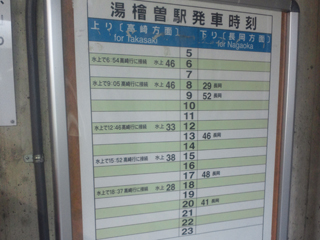 湯檜曽駅発車時刻
上り〔高崎方面〕 下り〔長岡方面〕
for Takasaki for Nagaoka
5
水上で6:54高崎行に接続 水上 46 6
7
水上で9:05高崎行に接続 水上 46 8 29 長岡
9 52 長岡
10
11
水上で12:46高崎行に接続 水上 33 12
13 46 長岡
14
水上で15:52高崎行に接続 水上 38 15
16
17 48 長岡
水上で18:37高崎行に接続 水上 28 18
19
20 41 長岡
21
22
23